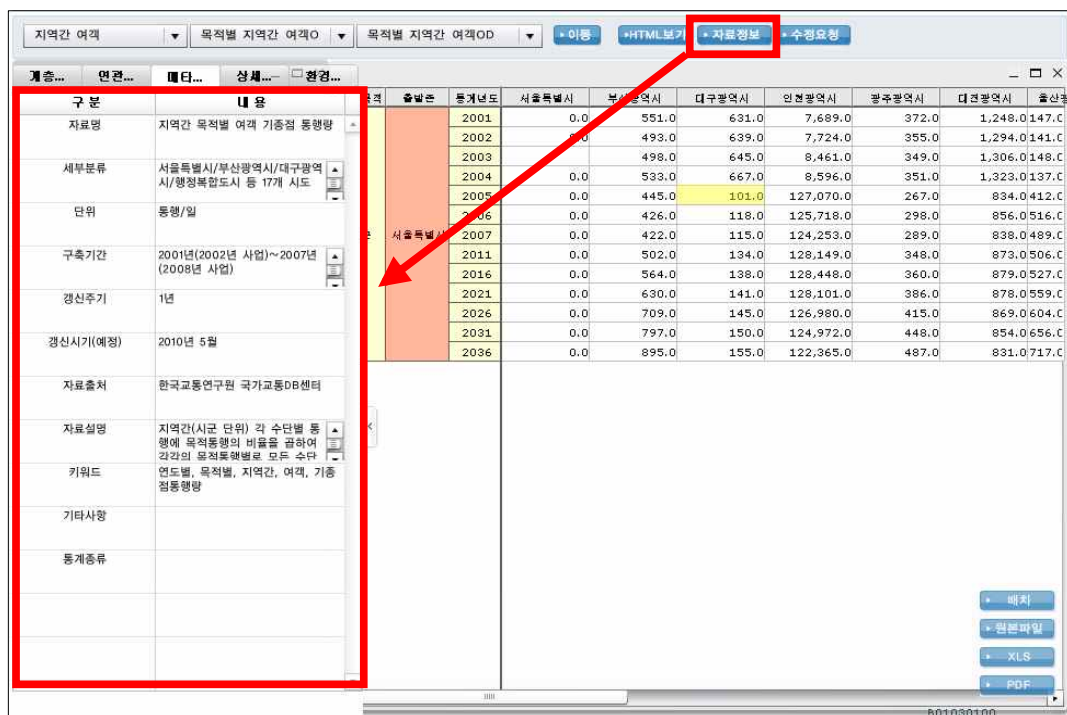 지역간 여객 목적별 지역간 여객O 목적별 지역간 여객OD 이동 HTML보기 자료정보 수정요청
계층... 연관... 메타... 상세... 환경...
구 분 내 용
자료명 지역간 목적별 여객 기종점 통행량
세부분류 서울특별시/부산광역시/대구광역
시/행정복합도시 등 17개 시도
단위 통행/일
구축기간 2001년(2002년 사업)~2007년
(2008년 사업)
갱신주기 1년
갱신시기(예정) 2010년 5월
자료출처 한국교통연구원 국가교통DB센터
자료설명 지역간(시군 단위) 각 수단별 통
행에 목적통행의 비율을 곱하여
각각의 목적통행별로 모든 수단
키워드 연도별, 목적별, 지역간, 여객, 기종
점통행량
기타사항
통계종류
출발존 통계년도 서울특별시 부산광역시 대구광역시 인천광역시 광주광역시 대전광역시 울산광
서울특별시
2001 0.0 551.0 631.0 7,689.0 372.0 1,248.0 147.0
2002 0.0 493.0 639.0 7,724.0 355.0 1,294.0 141.0
2003 498.0 645.0 8,461.0 349.0 1,306.0 148.0
2004 0.0 533.0 667.0 8,596.0 351.0 1,323.0 137.0
2005 0.0 445.0 101.0 127,070.0 267.0 834.0 412.0
2006 0.0 426.0 118.0 125,718.0 298.0 856.0 516.0
2007 0.0 422.0 115.0 124,253.0 289.0 838.0 489.0
2011 0.0 502.0 134.0 128,149.0 348.0 873.0 506.0
2016 0.0 564.0 138.0 128,448.0 360.0 879.0 527.0
2021 0.0 630.0 141.0 128,101.0 386.0 878.0 559.0
2026 0.0 709.0 145.0 126,980.0 415.0 869.0 604.0
2031 0.0 797.0 150.0 124,972.0 448.0 854.0 656.0
2036 0.0 895.0 155.0 122,365.0 487.0 831.0 717.0
배치
원본파일
XLS
PDF